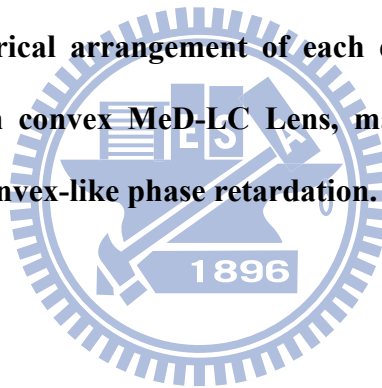 rical arrangement of each
convex MeD-LC Lens,
nvex-like phase retardation.
E S A
1896